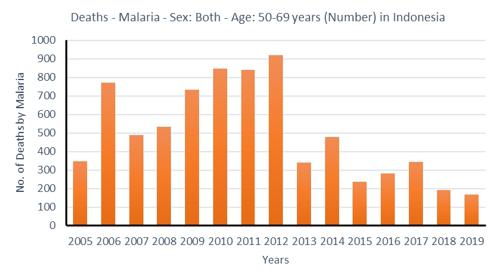 Deaths - Malaria - Sex: Both - Age: 50-69 years (Number) in Indonesia
No. of Deaths by Malaria
1000
900
800
700
600
500
400
300
200
100
0
2005 2006 2007 2008 2009 2010 2011 2012 2013 2014 2015 2016 2017 2018 2019
Years